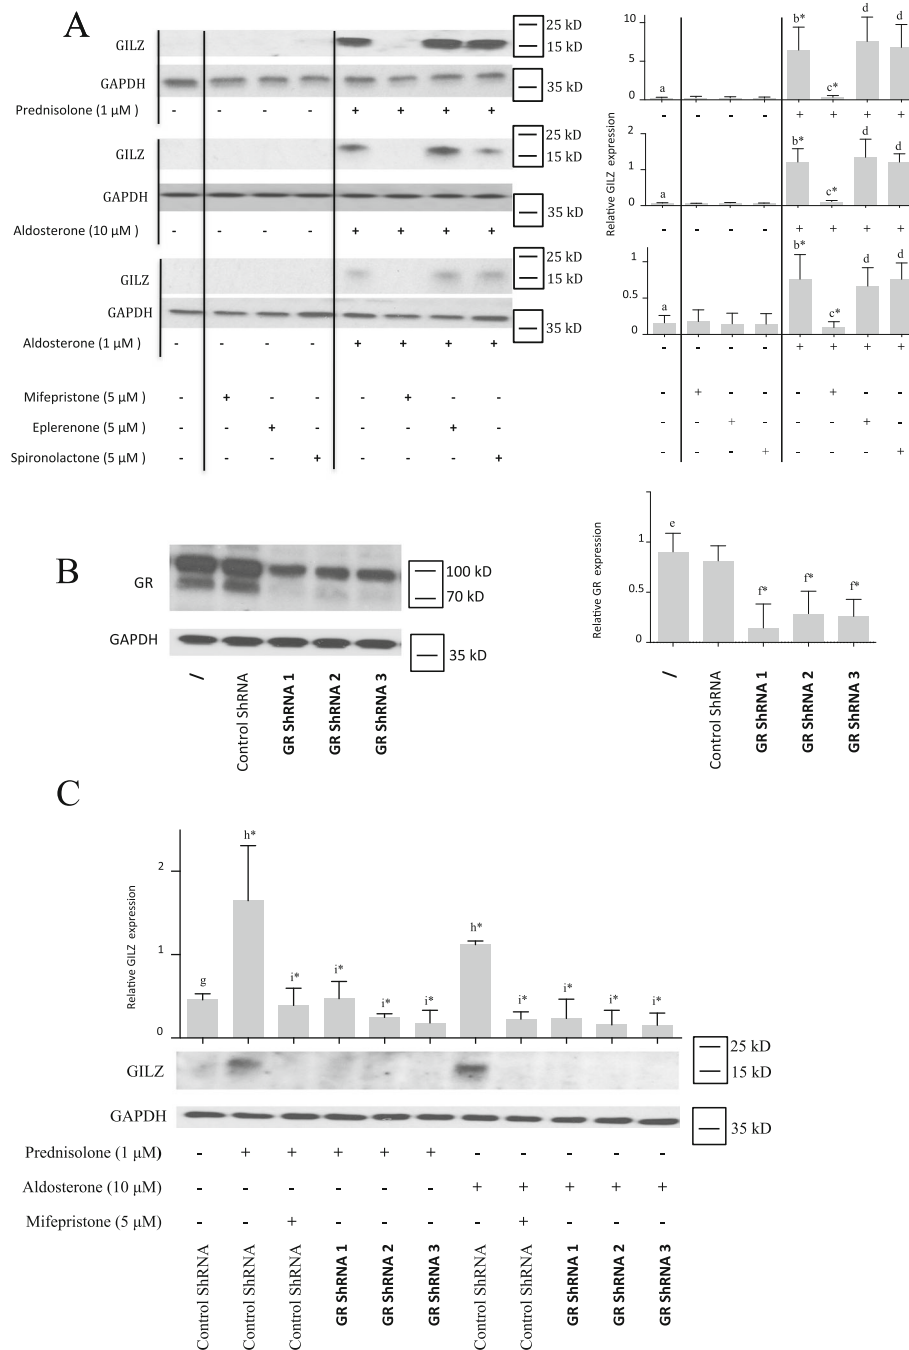 A
GILZ
25 kD
15 kD
GAPDH
35 kD
Prednisolone (1 µM ) - - - - + + + +
GILZ
25 kD
15 kD
GAPDH
35 kD
Aldosterone (10 µM) - - - - + + + +
GILZ
25 kD
15 kD
GAPDH
35 kD
Aldosterone (1 µM) - - - - + + + +
Mifepristone (5 µM ) - + - - - + - -
Eplerenone (5 µM ) - - + - - - + -
Spironolactone (5 µM ) - - - + - - - +
Relative GILZ expression
10
5
0
a b* c* d d
- - - - + + + +
2
1
0
a b* c* d d
- - - - + + + +
1
0.5
0
a b* c* d d
- - - - + + + +
- + - - - + - -
- - + - - - + -
- - - + - - - +
B
GR
100 kD
70 kD
GAPDH
35 kD
/
Control ShRNA
GR ShRNA 1
GR ShRNA 2
GR ShRNA 3
Relative GR expression
1
0.5
0
e f* f* f*
/
Control ShRNA
GR ShRNA 1
GR ShRNA 2
GR ShRNA 3
C
Relative GILZ expression
2
1
0
g h* i* i* i* i* h* i* i* i* i*
GILZ
25 kD
15 kD
GAPDH
35 kD
Prednisolone (1 µM) - + + + + + - - - - -
Aldosterone (10 µM) - - - - - - + + + + +
Mifepristone (5 µM) - - + - - - - + - - -
Control ShRNA
Control ShRNA
Control ShRNA
GR ShRNA 1
GR ShRNA 2
GR ShRNA 3
Control ShRNA
Control ShRNA
GR ShRNA 1
GR ShRNA 2
GR ShRNA 3